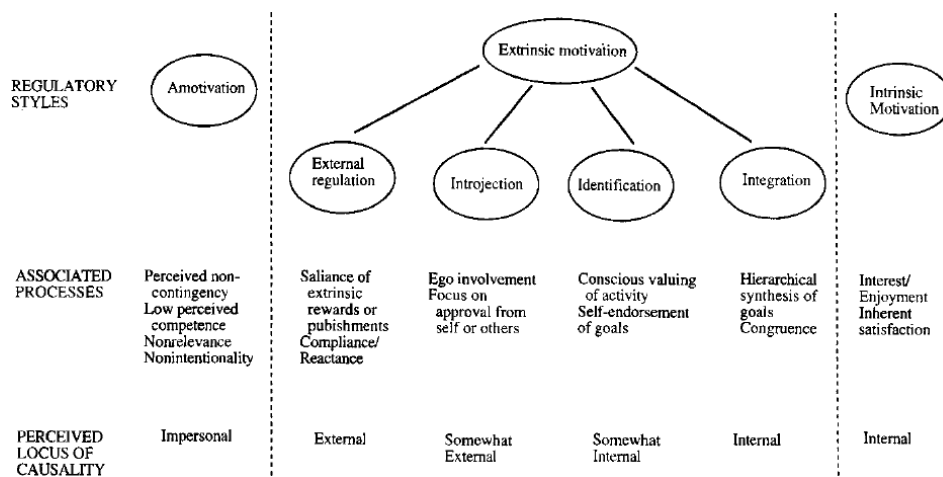 REGULATORY
STYLES
Amotivation
Extrinsic motivation
Intrinsic
Motivation
External
regulation
Introjection
Identification
Integration
ASSOCIATED
PROCESSES
Perceived non-
contingency
Low perceived
competence
Nonrelevance
Nonintentionality
Saliance of
extrinsic
rewards or
pubishments
Compliance/
Reactance
Ego involvement
Focus on
approval from
self or others
Conscious valuing
of activity
Self-endorsement
of goals
Hierarchical
synthesis of
goals
Congruence
Interest/
Enjoyment
Inherent
satisfaction
PERCEIVED
LOCUS OF
CAUSALITY
Impersonal
External
Somewhat
External
Somewhat
Internal
Internal
Internal